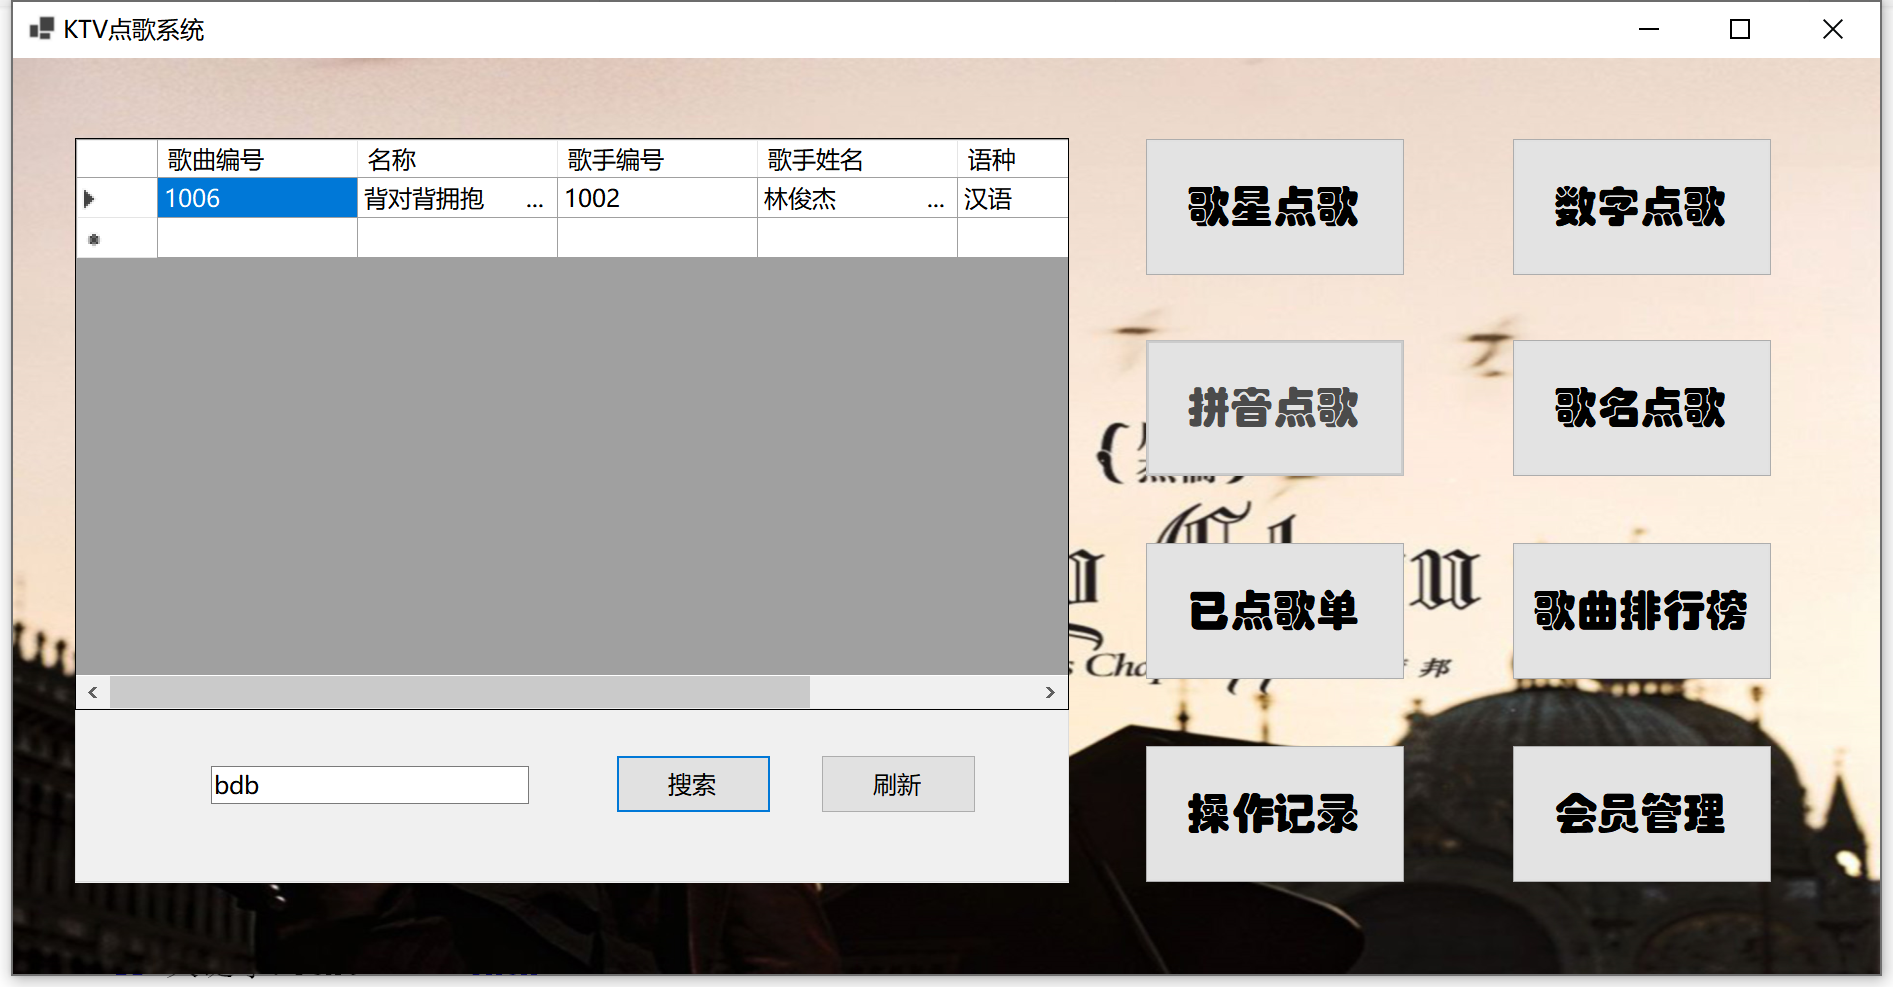 KTV点歌系统
歌曲编号 名称 歌手编号 歌手姓名 语种
1006 背对背拥抱 ... 1002 林俊杰 ... 汉语
bdb 搜索 刷新
歌星点歌 数字点歌
拼音点歌 歌名点歌
已点歌单 歌曲排行榜
s Cho
邦
操作记录 会员管理